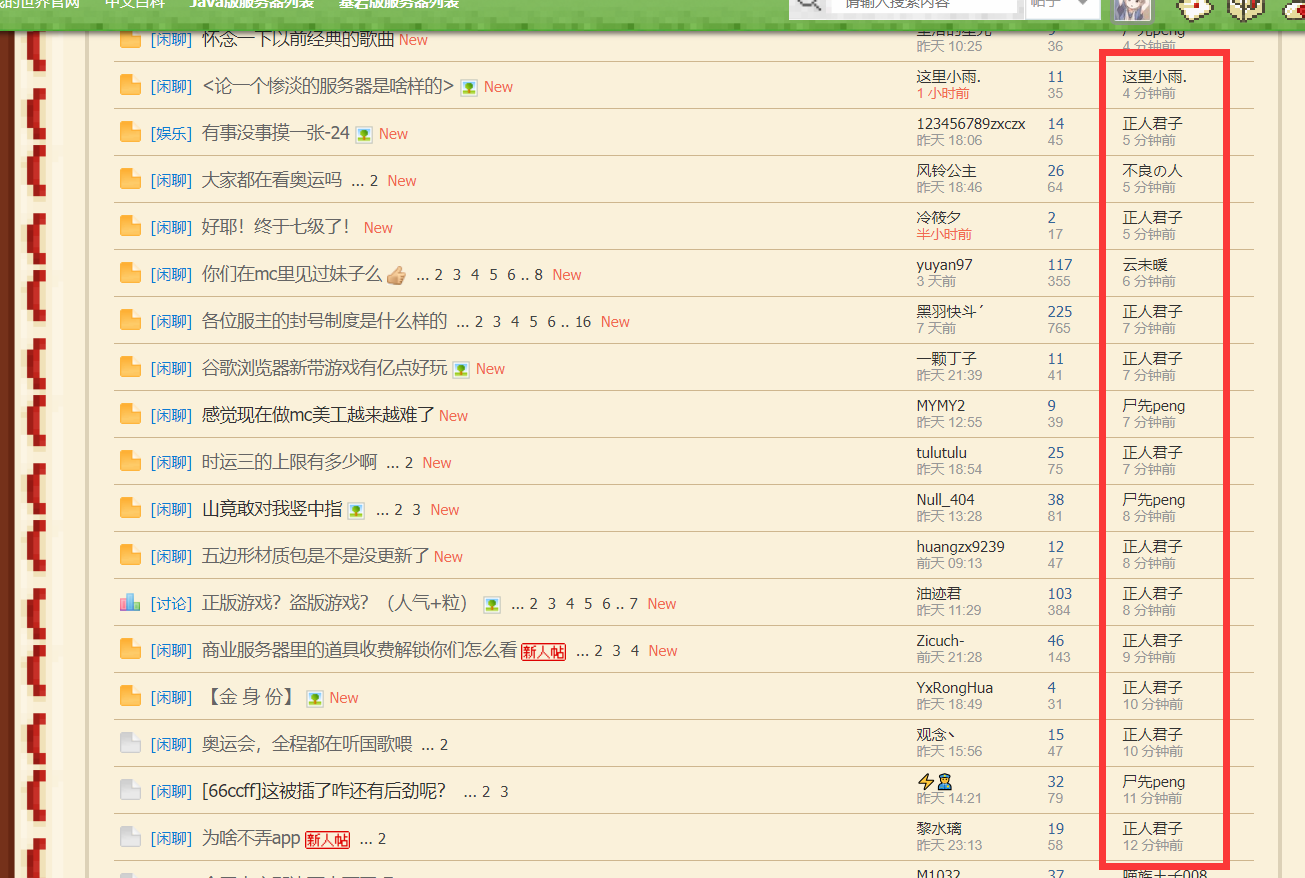 我的世界官网 中文百科 Java版服务器列表 基岩版服务器列表 请输入搜索内容 帖子
[闲聊] 怀念一下以前经典的歌曲 New
昨天 10:25 36 4 分钟前
[闲聊] <论一个惨淡的服务器是啥样的> New 这里小雨. 11 这里小雨.
1 小时前 35 4 分钟前
[娱乐] 有事没事摸一张-24 New 123456789zxczx 14 正人君子
昨天 18:06 45 5 分钟前
[闲聊] 大家都在看奥运吗 ... 2 New 风铃公主 26 不良の人
昨天 18:46 64 5 分钟前
[闲聊] 好耶！终于七级了！ New 冷筱夕 2 正人君子
半小时前 17 5 分钟前
[闲聊] 你们在mc里见过妹子么 ... 2 3 4 5 6 .. 8 New yuyan97 117 云未暖
3 天前 355 6 分钟前
[闲聊] 各位服主的封号制度是什么样的 ... 2 3 4 5 6 .. 16 New 黑羽快斗ˊ 225 正人君子
7 天前 765 7 分钟前
[闲聊] 谷歌浏览器新带游戏有亿点好玩 New 一颗丁子 11 正人君子
昨天 21:39 41 7 分钟前
[闲聊] 感觉现在做mc美工越来越难了 New MYMY2 9 尸先peng
昨天 12:55 39 7 分钟前
[闲聊] 时运三的上限有多少啊 ... 2 New tulutulu 25 正人君子
昨天 18:54 75 7 分钟前
[闲聊] 山竟敢对我竖中指 ... 2 3 New Null_404 38 尸先peng
昨天 13:28 81 8 分钟前
[闲聊] 五边形材质包是不是没更新了 New huangzx9239 12 正人君子
前天 09:13 47 8 分钟前
[讨论] 正版游戏？盗版游戏？（人气+粒） ... 2 3 4 5 6 .. 7 New 油迹君 103 正人君子
昨天 11:29 384 8 分钟前
[闲聊] 商业服务器里的道具收费解锁你们怎么看 新人帖 ... 2 3 4 New Zicuch- 46 正人君子
前天 21:28 143 9 分钟前
[闲聊] 【金 身 份】 New YxRongHua 4 正人君子
昨天 18:49 31 10 分钟前
[闲聊] 奥运会，全程都在听国歌喂 ... 2 观念丶 15 正人君子
昨天 15:56 47 10 分钟前
[闲聊] [66ccff]这被插了咋还有后劲呢？ ... 2 3 ⚡👮 32 尸先peng
昨天 14:21 79 11 分钟前
[闲聊] 为啥不弄app 新人帖 ... 2 黎水璃 19 正人君子
昨天 23:13 58 12 分钟前
M1032 37